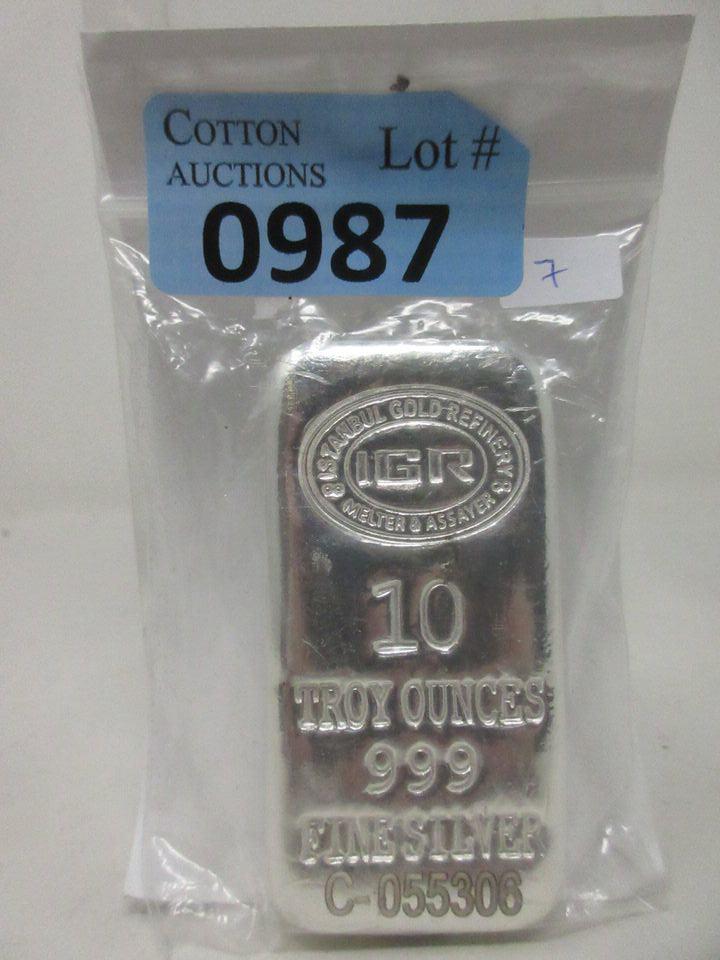 COTTON
AUCTIONS
Lot #
0987
7
ISTANBUL GOLD REFINERY
IGR
MELTER & ASSAYER
10
TROY OUNCES
999
FINE SILVER
C-055306